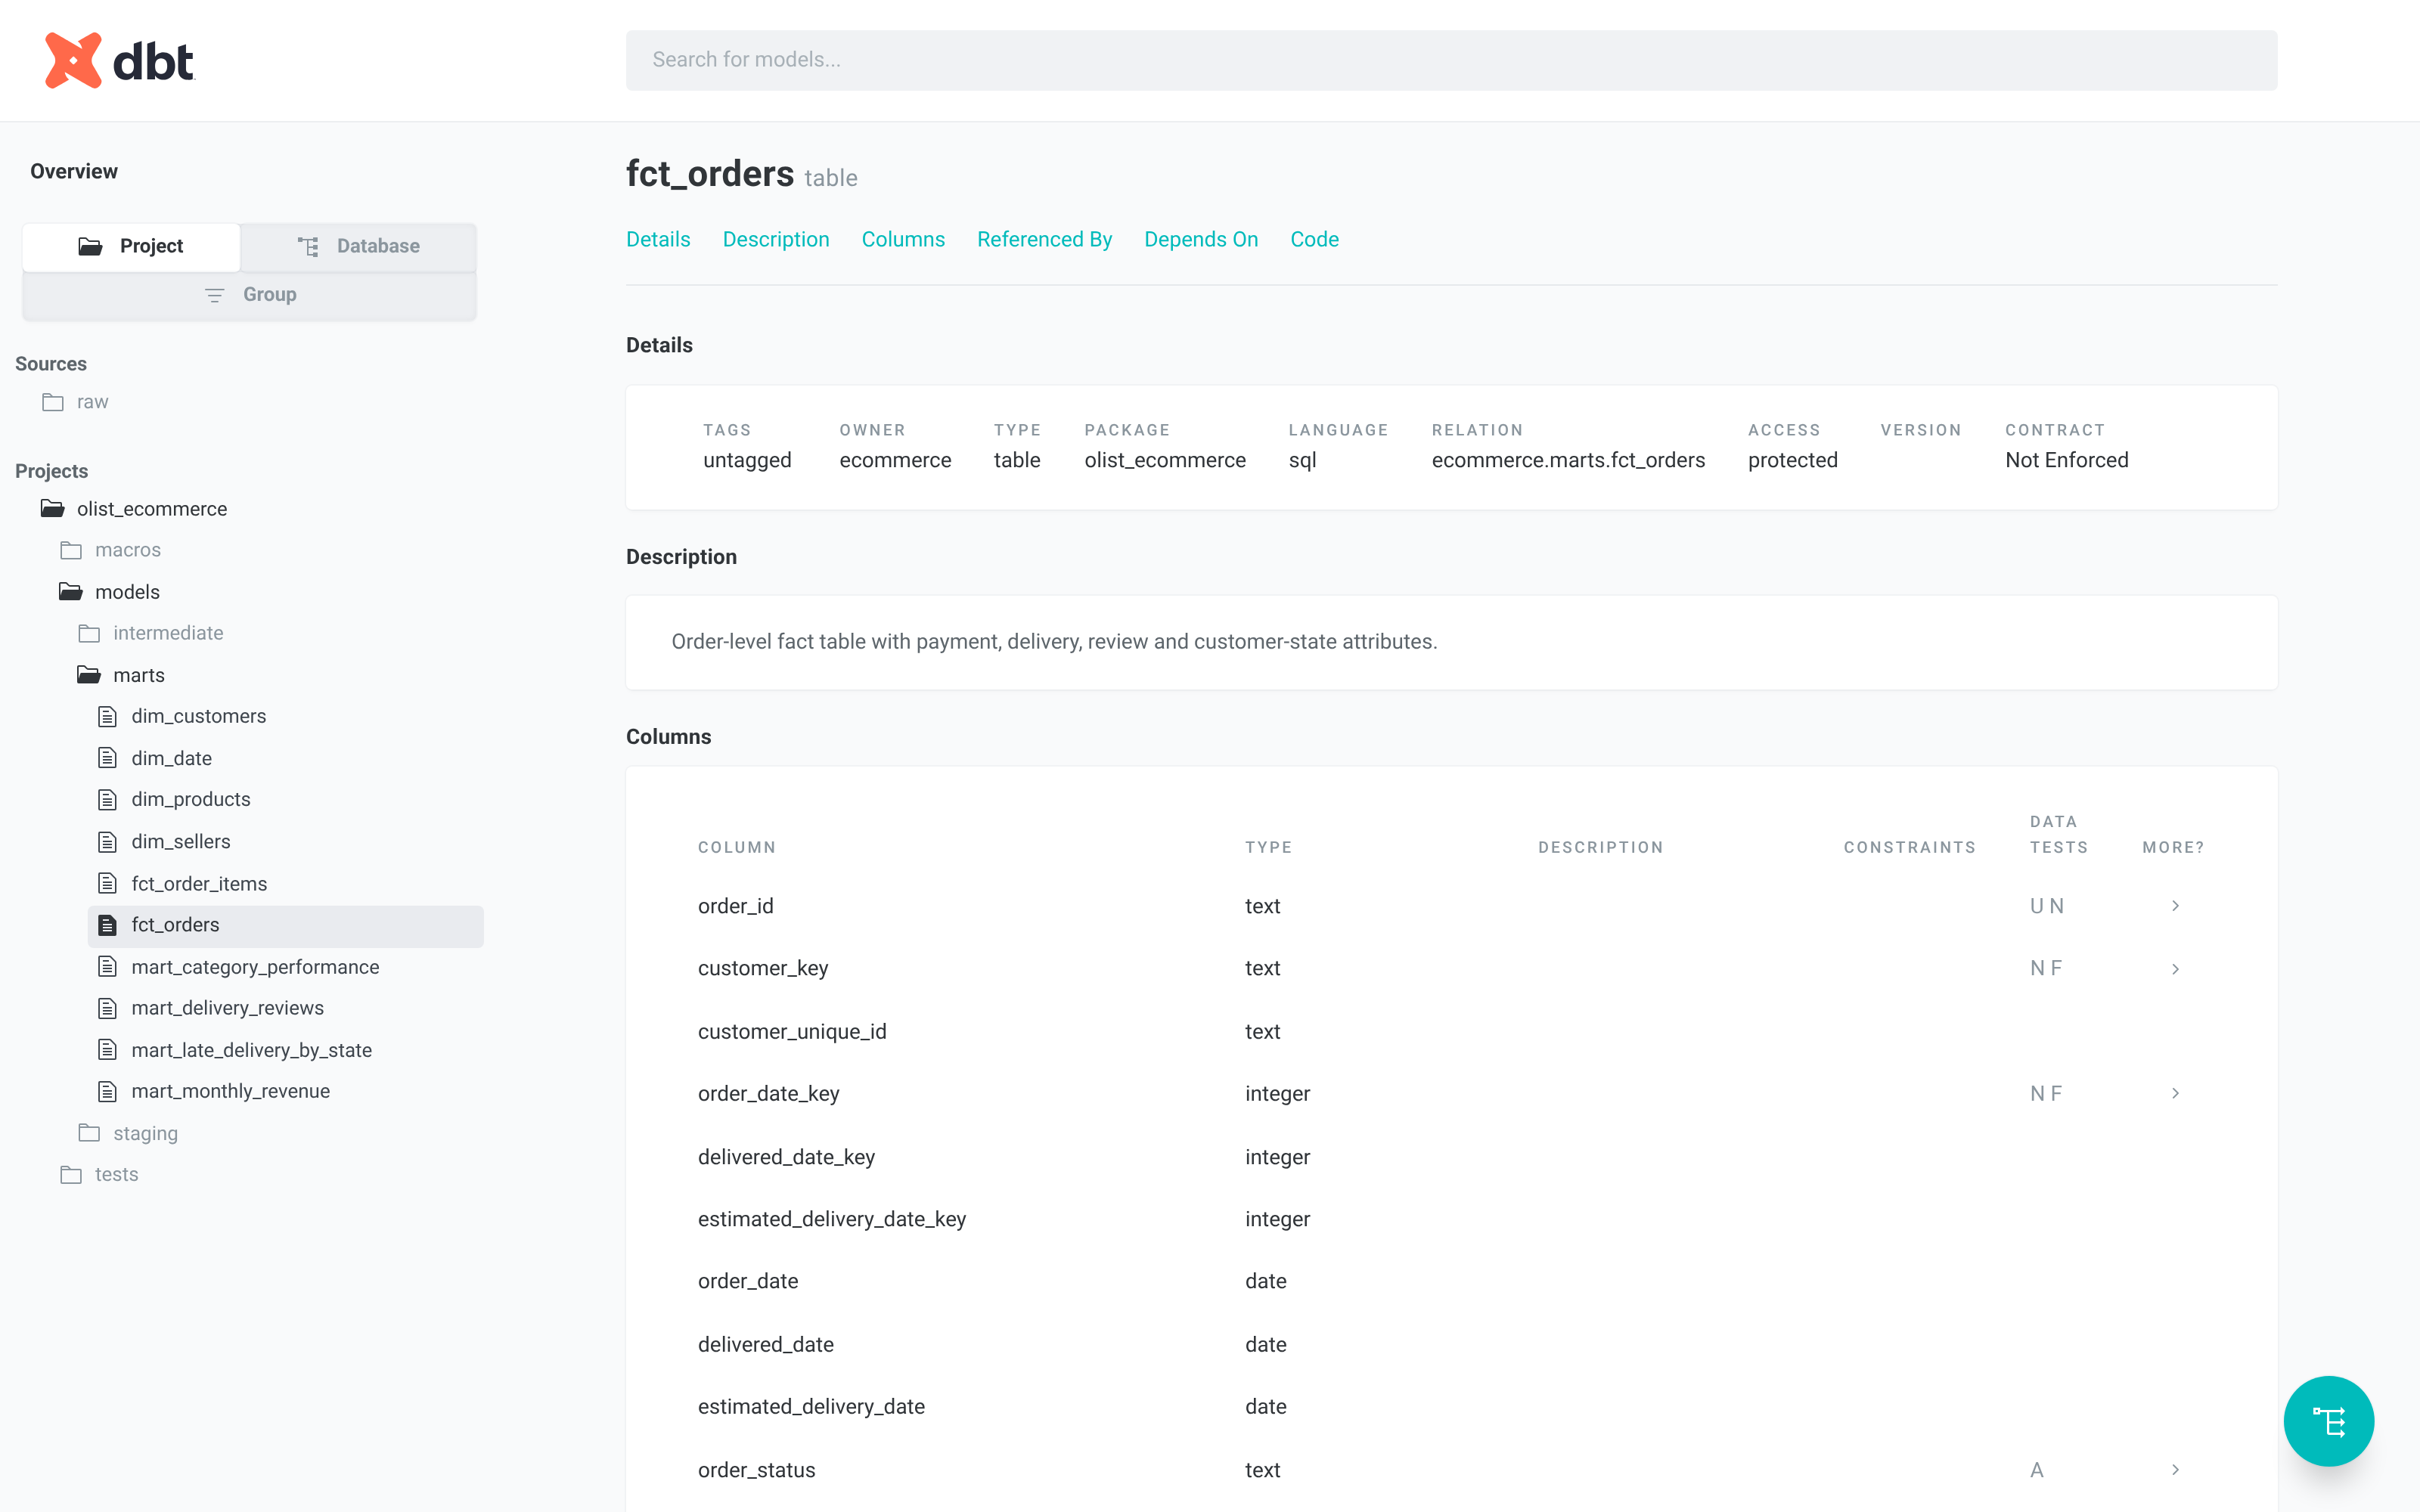 dbt
Search for models...
Overview
Project
Database
Group
Sources
raw
Projects
olist_ecommerce
macros
models
intermediate
marts
dim_customers
dim_date
dim_products
dim_sellers
fct_order_items
fct_orders
mart_category_performance
mart_delivery_reviews
mart_late_delivery_by_state
mart_monthly_revenue
staging
tests
fct_orders table
Details Description Columns Referenced By Depends On Code
Details
TAGS OWNER TYPE PACKAGE LANGUAGE RELATION ACCESS VERSION CONTRACT
untagged ecommerce table olist_ecommerce sql ecommerce.marts.fct_orders protected Not Enforced
Description
Order-level fact table with payment, delivery, review and customer-state attributes.
Columns
COLUMN TYPE DESCRIPTION CONSTRAINTS DATA TESTS MORE?
order_id text U N
customer_key text N F
customer_unique_id text
order_date_key integer N F
delivered_date_key integer
estimated_delivery_date_key integer
order_date date
delivered_date date
estimated_delivery_date date
order_status text A